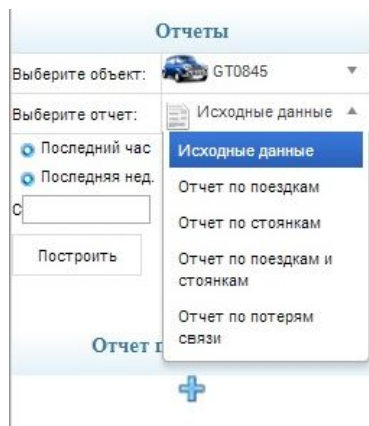 Отчеты
Выберите объект: GT0845
Выберите отчет: Исходные данные
Последний час
Последняя нед.
С
Построить
Исходные данные
Отчет по поездкам
Отчет по стоянкам
Отчет по поездкам и
стоянкам
Отчет по потерям
связи
Отчет